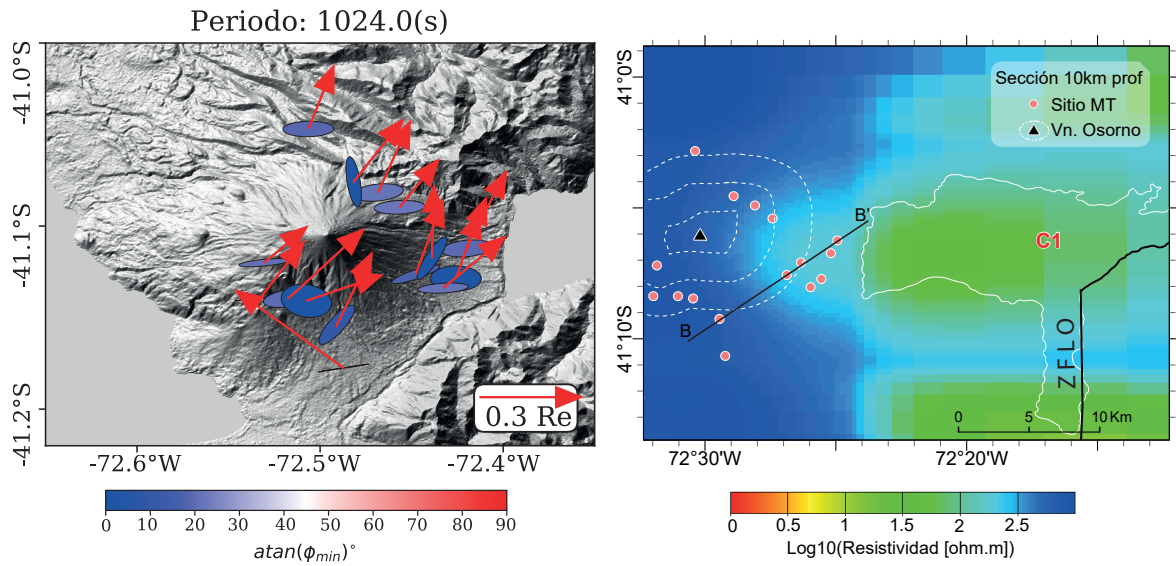 Periodo: 1024.0(s)
-41.0°S
-41.1°S
-41.2°S
0.3 Re
-72.6°W
-72.5°W
-72.4°W
0
10
20
30
40
50
60
70
80
90
atan(ϕmin)°
41°0'S
41°10'S
Sección 10km prof
Sitio MT
Vn. Osorno
B'
C1
B
ZFLO
0
5
10 Km
72°30'W
72°20'W
0
0.5
1
1.5
2
2.5
Log10(Resistividad [ohm.m])